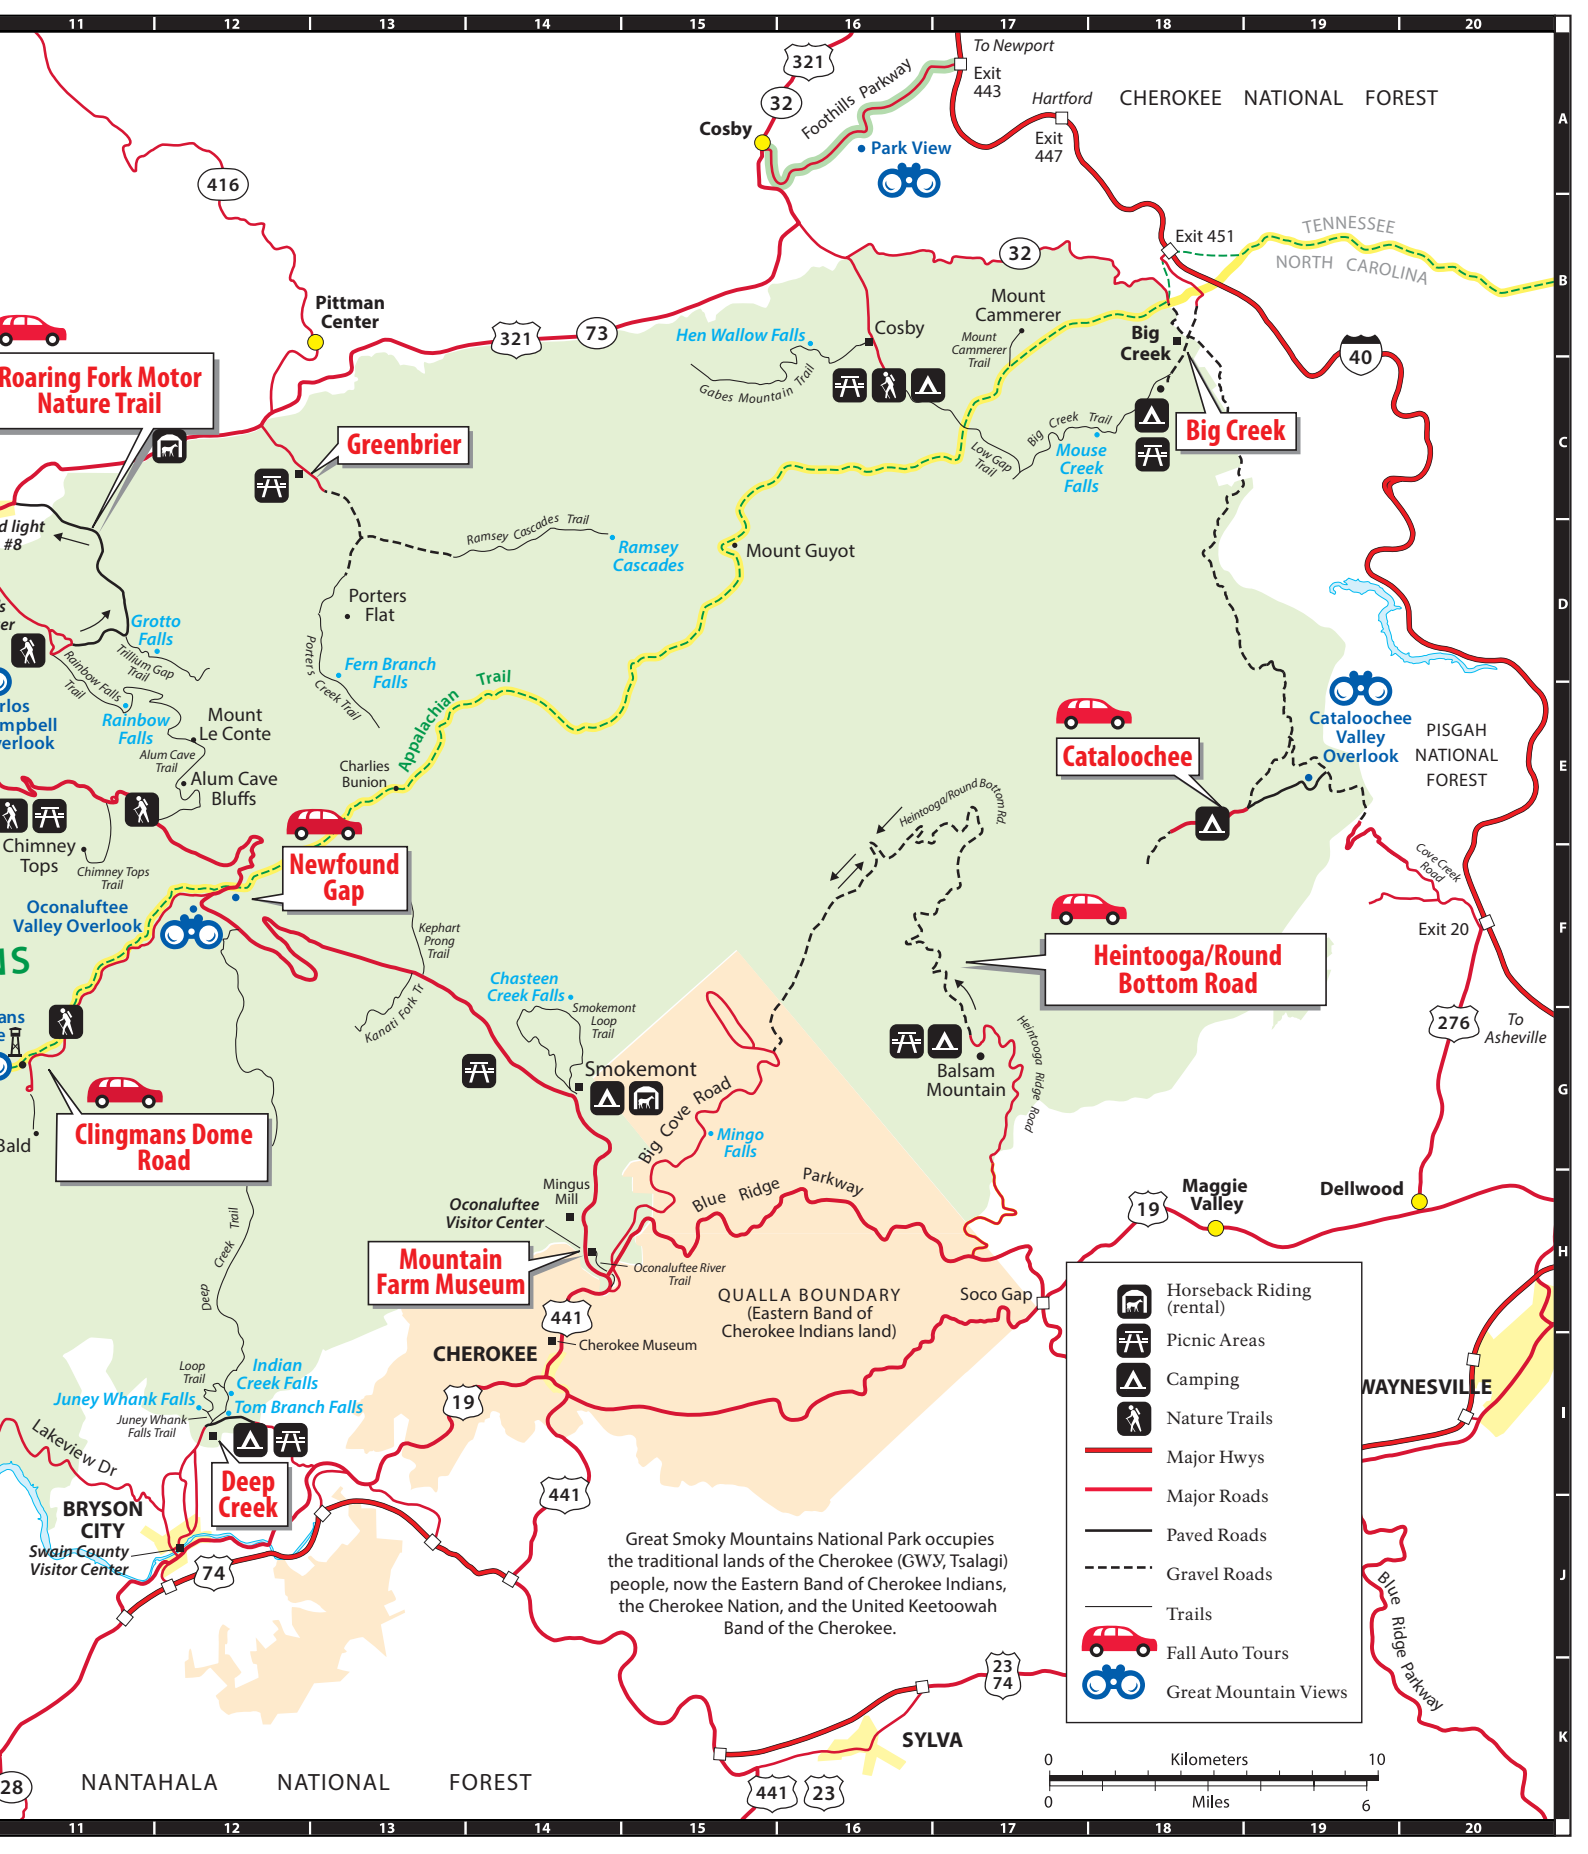 11 12 13 14 15 16 17 18 19 20
A
B
C
D
E
F
G
H
I
J
K
321
32
416
To Newport
Exit
443
Hartford
Exit
447
CHEROKEE NATIONAL FOREST
Foothills Parkway
Cosby
Park View
Exit 451
TENNESSEE
NORTH CAROLINA
32
Pittman
Center
321
73
40
Hen Wallow Falls
Gabes Mountain Trail
Cosby
Mount
Cammerer
Mount
Cammerer
Trail
Big
Creek
Roaring Fork Motor
Nature Trail
Greenbrier
Big Creek Trail
Low Gap
Trail
Mouse
Creek
Falls
Big Creek
d light
#8
Ramsey Cascades Trail
Ramsey
Cascades
Mount Guyot
Porters
Flat
s
er
Grotto
Falls
Trillium Gap
Trail
Rainbow Falls
Trail
Rainbow
Falls
Porters
Creek Trail
Fern Branch
Falls
Appalachian Trail
rlos
mpbell
verlook
Mount
Le Conte
Alum Cave
Trail
Alum Cave
Bluffs
Charlies
Bunion
Cataloochee
Cataloochee
Valley
Overlook
PISGAH
NATIONAL
FOREST
Chimney
Tops
Chimney Tops
Trail
Newfound
Gap
Heintooga/Round Bottom Rd.
Cove Creek
Road
Oconaluftee
Valley Overlook
Kephart
Prong
Trail
Kanati Fork Tr
MS
Heintooga/Round
Bottom Road
Exit 20
Chasteen
Creek Falls
Smokemont
Loop
Trail
276
To
Asheville
ans
e
Smokemont
Balsam
Mountain
Heintooga Ridge Road
Big Cove Road
Mingo
Falls
Bald
Clingmans Dome
Road
Deep Creek Trail
Mingus
Mill
Oconaluftee
Visitor Center
Blue Ridge Parkway
Mountain
Farm Museum
Oconaluftee River
Trail
19
Maggie
Valley
Dellwood
441
QUALLA BOUNDARY
(Eastern Band of
Cherokee Indians land)
Soco Gap
CHEROKEE
Cherokee Museum
Loop
Trail
Indian
Creek Falls
Juney Whank Falls
Tom Branch Falls
Juney Whank
Falls Trail
19
Lakeview Dr
Deep
Creek
441
BRYSON
CITY
Swain County
Visitor Center
74
Great Smoky Mountains National Park occupies
the traditional lands of the Cherokee (ᏣᎳᎩ, Tsalagi)
people, now the Eastern Band of Cherokee Indians,
the Cherokee Nation, and the United Keetoowah
Band of the Cherokee.
Horseback Riding
(rental)
Picnic Areas
Camping
Nature Trails
Major Hwys
Major Roads
Paved Roads
Gravel Roads
Trails
Fall Auto Tours
Great Mountain Views
WAYNESVILLE
Blue Ridge Parkway
23
74
SYLVA
28
NANTAHALA NATIONAL FOREST
441
23
0 Kilometers 10
0 Miles 6
11 12 13 14 15 16 17 18 19 20